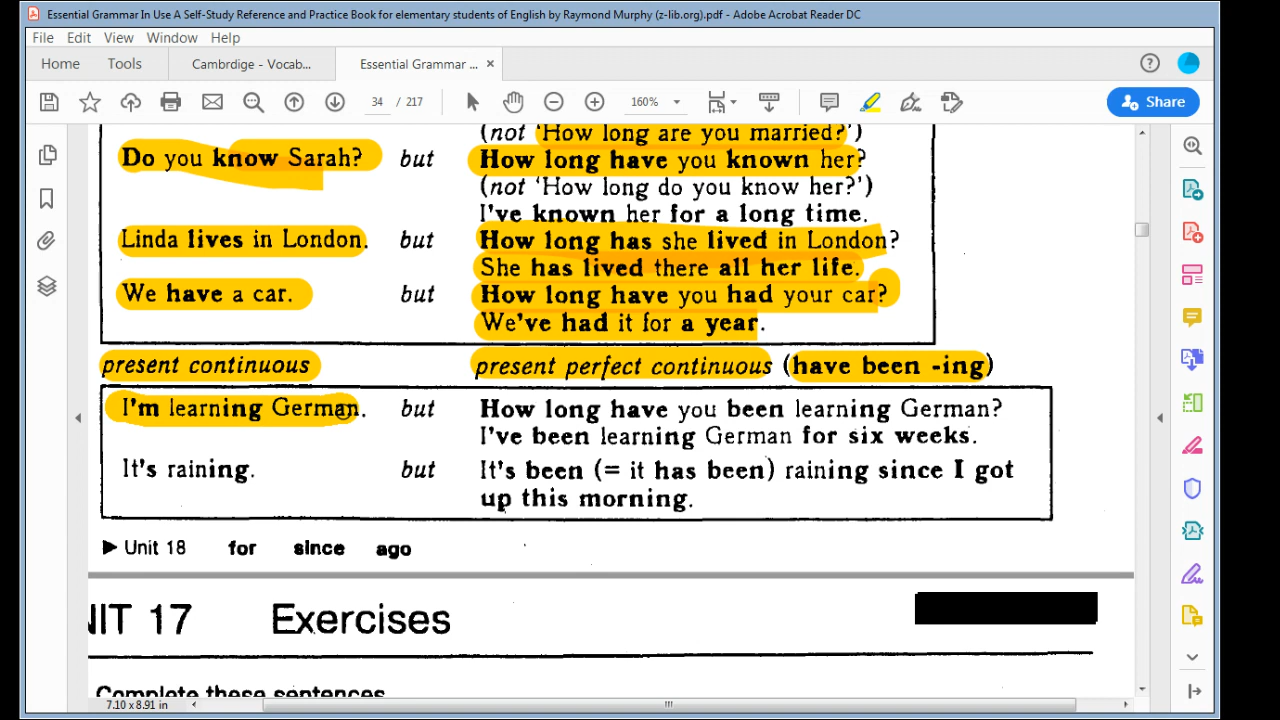 Essential Grammar In Use A Self-Study Reference and Practice Book for elementary students of English by Raymond Murphy (z-lib.org).pdf - Adobe Acrobat Reader DC
File Edit View Window Help
Home Tools Cambrdige - Vocab... Essential Grammar ... ×
34 / 217 160% Share
(not 'How long are you married?')
Do you know Sarah? but How long have you known her?
(not 'How long do you know her?')
I've known her for a long time.
Linda lives in London. but How long has she lived in London?
She has lived there all her life.
We have a car. but How long have you had your car?
We've had it for a year.
present continuous present perfect continuous (have been -ing)
I'm learning German. but How long have you been learning German?
I've been learning German for six weeks.
It's raining. but It's been (= it has been) raining since I got
up this morning.
▶ Unit 18 for since ago
NIT 17 Exercises
Complete these sentences
7.10 x 8.91 in